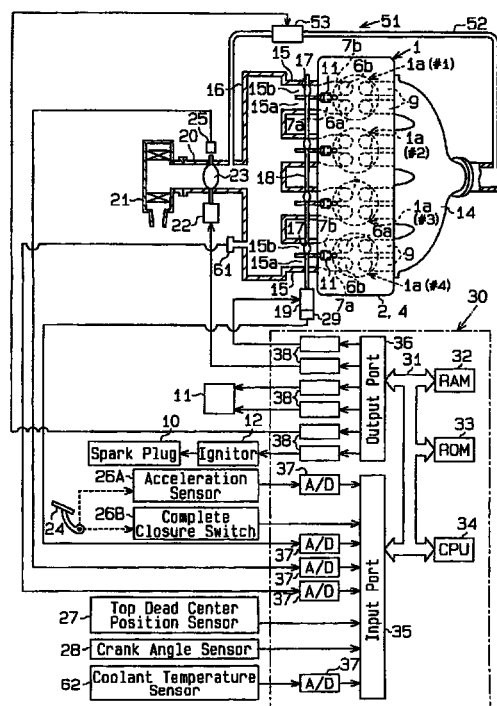 53
51
52
15
17
7b
1
16
15b
11
6b
1a (#1)
25
20
15a
7a
6a
9
23
1a
(#2)
18
21
22
1a
(#3)
14
17
7b
6a
61
15b
15a
11
9
15
6b
1a (#4)
19
29
7a
2, 4
30
38
36
31
32
RAM
11
38
Output Port
10
12
38
33
ROM
Spark Plug
Ignitor
26A
Acceleration
Sensor
37
A/D
24
26B
Complete
Closure Switch
34
CPU
37
A/D
37
A/D
37
A/D
Input Port
27
Top Dead Center
Position Sensor
28
Crank Angle Sensor
35
62
Coolant Temperature
Sensor
37
A/D